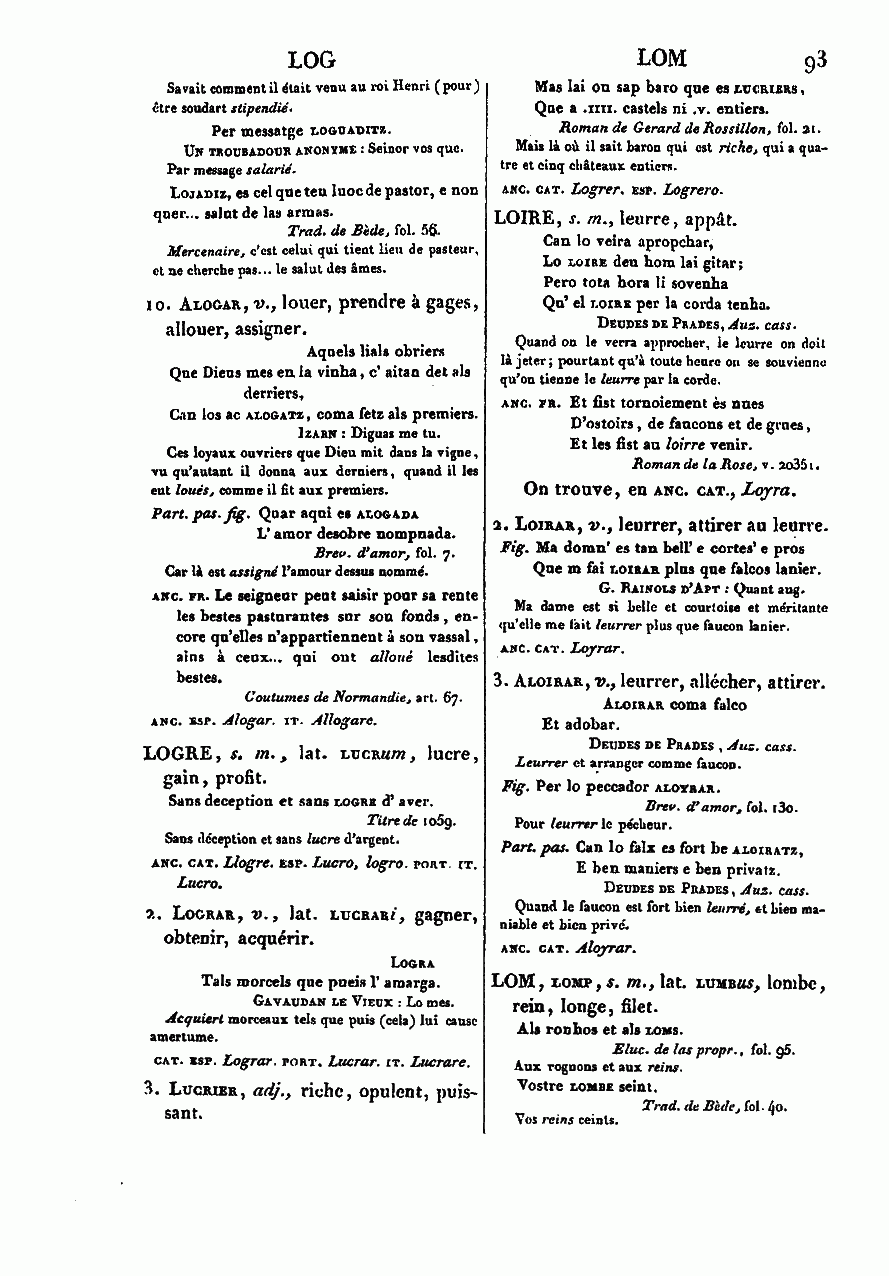 LOG
LOM
93
Savait comment il était venu au roi Henri (pour)
être soudart stipendié.
Per messatge LOGUADITZ.
UN TROUBADOUR ANONYME : Seinor vos que.
Par message salarié.
LOJADIZ, es cel que teu luoc de pastor, e non
quer... salut de las armas.
Trad. de Bède, fol. 56.
Mercenaire, c'est celui qui tient lieu de pasteur,
et ne cherche pas... le salut des âmes.
10. ALOGAR, v., louer, prendre à gages,
allouer, assigner.
Aquels lials obriers
Que Dieus mes en la vinha, c' aitan det als
derriers,
Can los ac ALOGATZ, coma fetz als premiers.
IZARN : Diguas me tu.
Ces loyaux ouvriers que Dieu mit dans la vigne,
vu qu'autant il donna aux derniers, quand il les
eut loués, comme il fit aux premiers.
Part. pas. fig. Quar aqui es ALOGADA
L' amor desobre nompnada.
Brev. d'amor, fol. 7.
Car là est assigné l'amour dessus nommé.
ANC. FR. Le seigneur peut saisir pour sa rente
les bestes pasturantes sur son fonds, en-
core qu'elles n'appartiennent à son vassal,
ains à ceux... qui ont alloué lesdites
bestes.
Coutumes de Normandie, art. 67.
ANC. ESP. Alogar. IT. Allogare.
LOGRE, s. m., lat. LUCRum, lucre,
gain, profit.
Sans deception et sans LOGRE d' aver.
Titre de 1059.
Sans déception et sans lucre d'argent.
ANC. CAT. Llogre. ESP. Lucro, logro. PORT. IT.
Lucro.
2. LOGRAR, v., lat. LUCRARi, gagner,
obtenir, acquérir.
LOGRA
Tals morcels que pueis l' amarga.
GAVAUDAN LE VIEUX : Lo mes.
Acquiert morceaux tels que puis (cela) lui cause
amertume.
CAT. ESP. Lograr. PORT. Lucrar. IT. Lucrare.
3. LUCRIER, adj., riche, opulent, puis-
sant.
Mas lai on sap baro que es LUCRIERS,
Que a .IIII. castels ni .V. entiers.
Roman de Gerard de Rossillon, fol. 21.
Mais là où il sait baron qui est riche, qui a qua-
tre et cinq châteaux entiers.
ANC. CAT. Logrer. ESP. Logrero.
LOIRE, s. m., leurre, appât.
Can lo veira apropchar,
Lo LOIRE deu hom lai gitar;
Pero tota hora li sovenha
Qu' el LOIRE per la corda tenha.
DEUDES DE PRADES, Auz. cass.
Quand on le verra approcher, le leurre on doit
là jeter; pourtant qu'à toute heure on se souvienne
qu'on tienne le leurre par la corde.
ANC. FR. Et fist tornoiement ès nues
D'ostoirs, de faucons et de grues,
Et les fist au loirre venir.
Roman de la Rose, v. 20351.
On trouve, en ANC. CAT., Loyra.
2. LOIRAR, v., leurrer, attirer au leurre.
Fig. Ma domn' es tan bell' e cortes' e pros
Que m fai LOIRAR plus que falcos lanier.
G. RAINOLS D'APT : Quant aug.
Ma dame est si belle et courtoise et méritante
qu'elle me fait leurrer plus que faucon lanier.
ANC. CAT. Loyrar.
3. ALOIRAR, v., leurrer, allécher, attirer.
ALOIRAR coma falco
Et adobar.
DEUDES DE PRADES, Auz. cass.
Leurrer et arranger comme faucon.
Fig. Per lo peccador ALOYRAR.
Brev. d'amor, fol. 130.
Pour leurrer le pécheur.
Part. pas. Can lo falx es fort be ALOIRATZ,
E ben maniers e ben privatz.
DEUDES DE PRADES, Auz. cass.
Quand le faucon est fort bien leurré, et bien ma-
niable et bien privé.
ANC. CAT. Aloyrar.
LOM, LOMP, s. m., lat. LUMBus, lombe,
rein, longe, filet.
Als ronhos et als LOMS.
Eluc. de las propr., fol. 95.
Aux rognons et aux reins.
Vostre LOMBE seint.
Trad. de Bède, fol. 40.
Vos reins ceints.